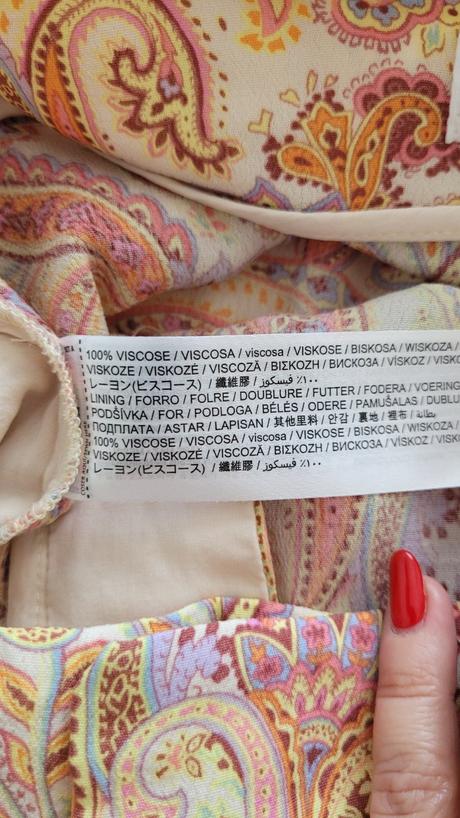 100% VISCOSE / VISCOSA / viscosa / VISKOSE / BISKOSA / WISKOZA /
VISKOZE / VISKOZĖ / VISCOZĂ / ΒΙΣΚΟΖΗ / ВИСКОЗА / VÍSKOZ / VISKO
レーヨン(ビスコース) / 纖維膠 / ٪١٠٠ فيسكوز
LINING / FORRO / FOLRE / DOUBLURE / FUTTER / FODERA / VOERING
PODŠÍVKA / FOR / PODLOGA / BÉLÉS / ODERE / PAMUŠALAS / DUBLU
ПОДПЛАТА / ASTAR / LAPISAN / 其他里料 / 안감 / 裏地 / 裡布 / بطانة
100% VISCOSE / VISCOSA / viscosa / VISKOSE / BISKOSA / WISKOZA /
VISKOZE / VISKOZĖ / VISCOZĂ / ΒΙΣΚΟΖΗ / ВИСКОЗА / VÍSKOZ / VISKO
レーヨン(ビスコース) / 纖維膠 / ٪١٠٠ فيسكوز